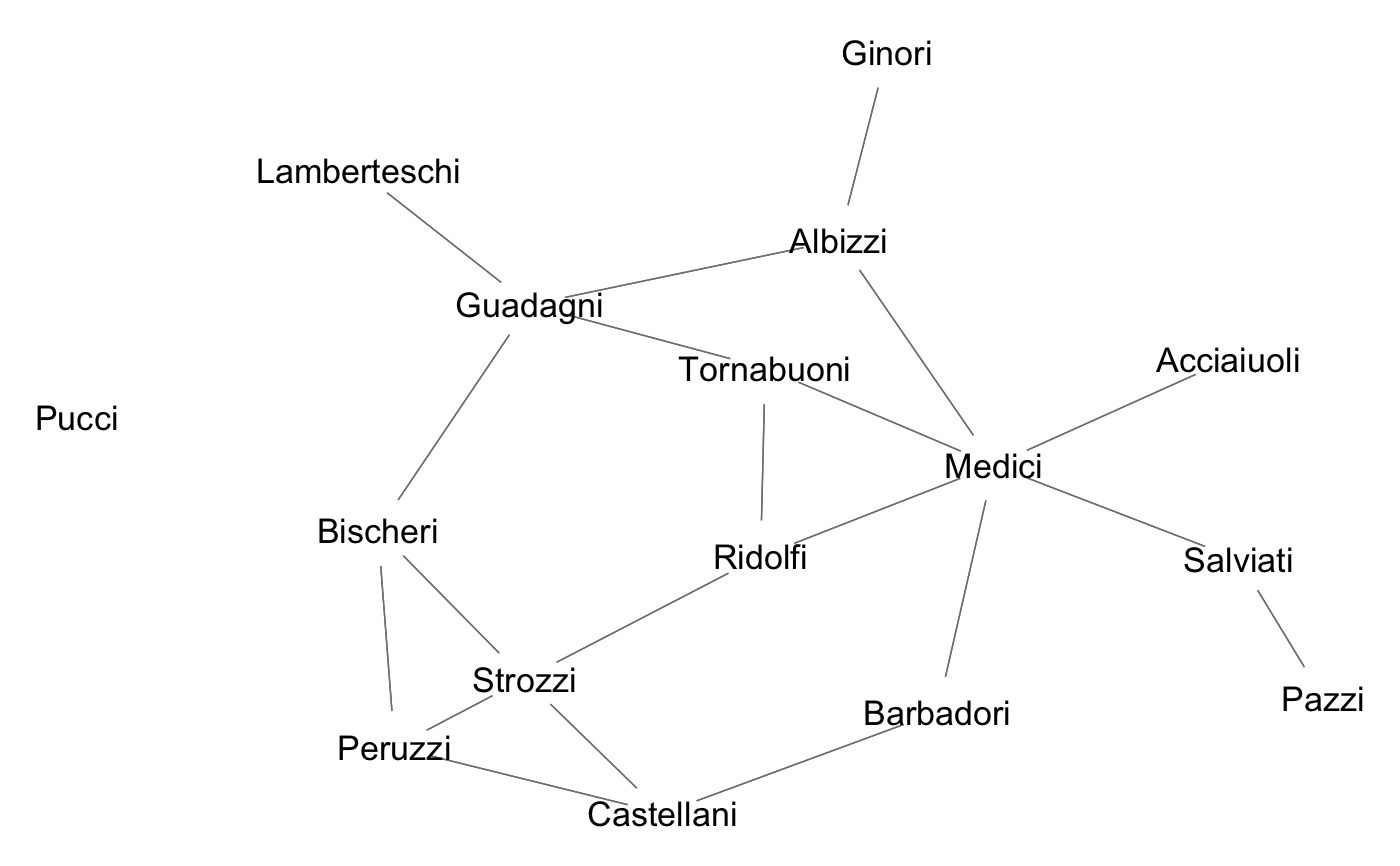 Ginori
Lamberteschi
Albizzi
Guadagni
Tornabuoni
Acciaiuoli
Pucci
Medici
Bischeri
Ridolfi
Salviati
Strozzi
Pazzi
Barbadori
Peruzzi
Castellani